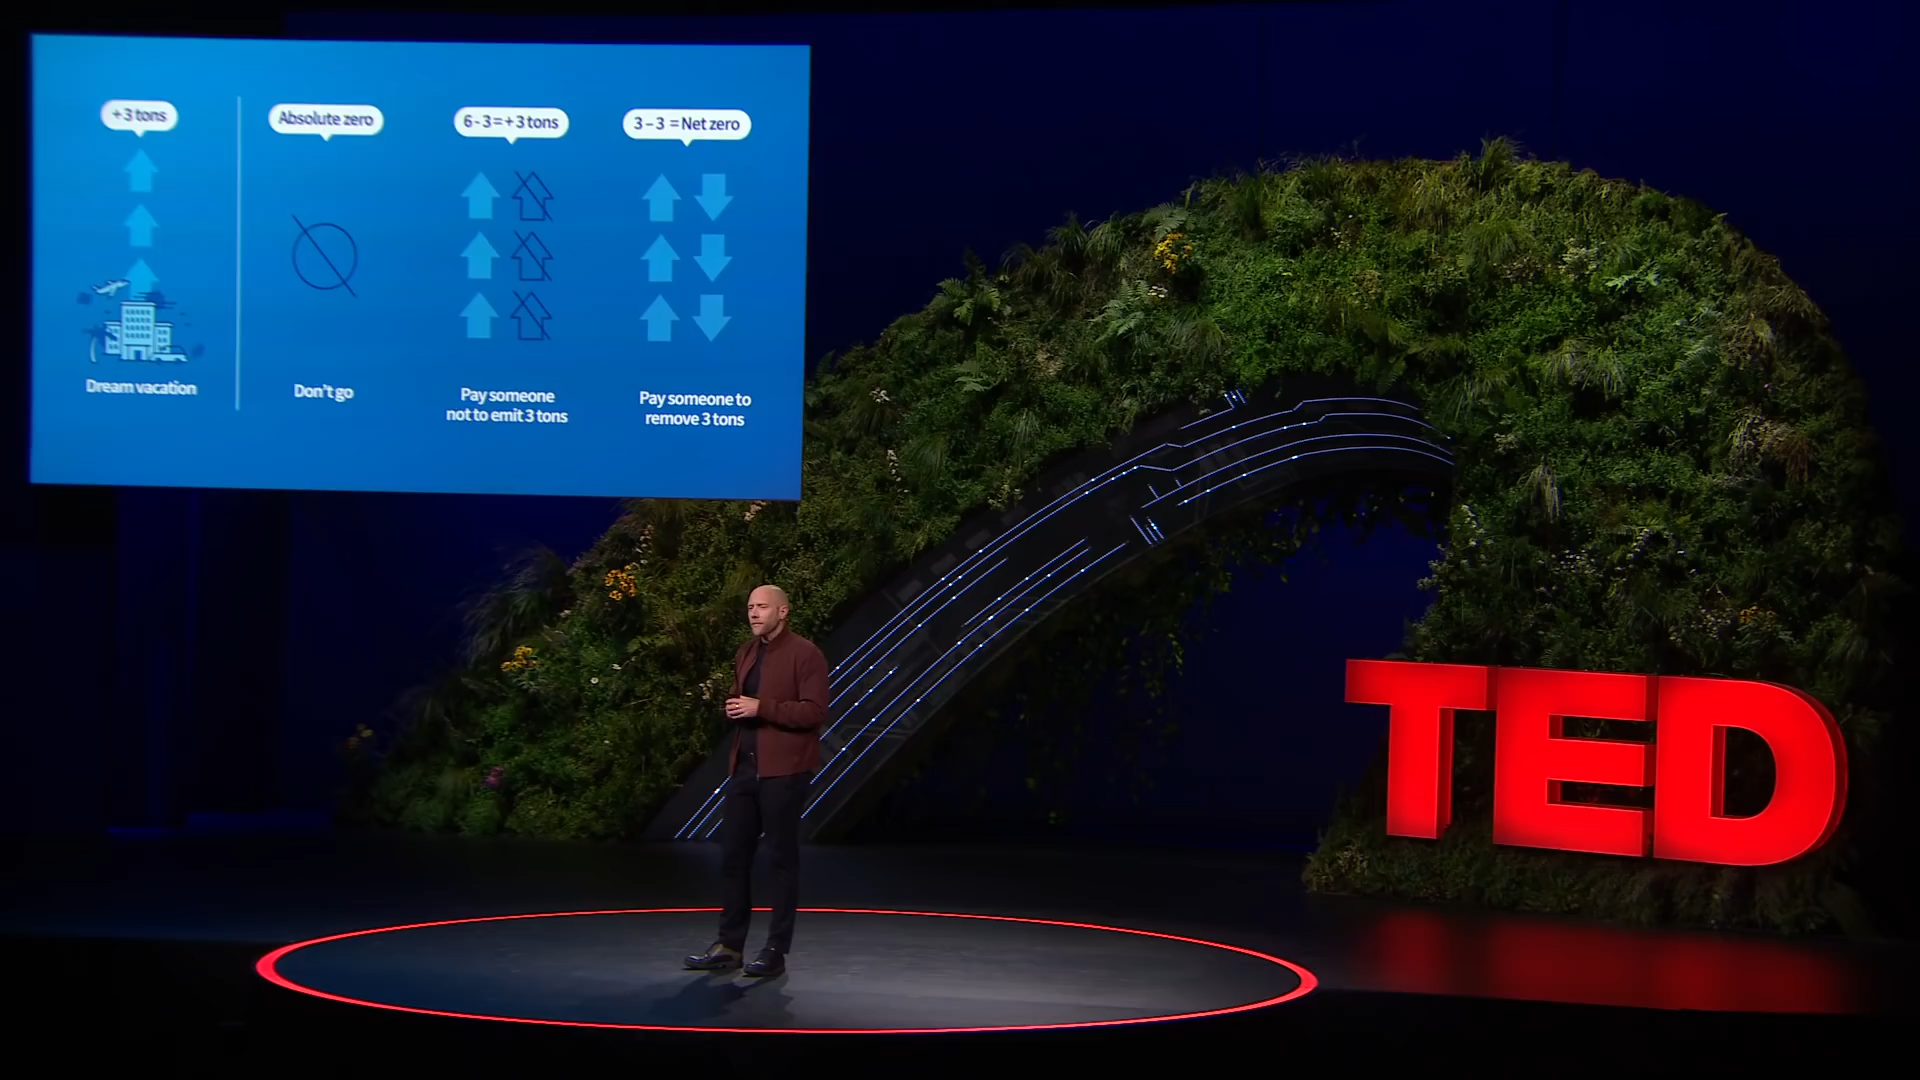 +3 tons
Dream vacation
Absolute zero
Don't go
6-3=+3 tons
Pay someone
not to emit 3 tons
3–3 =Net zero
Pay someone to
remove 3 tons
TED